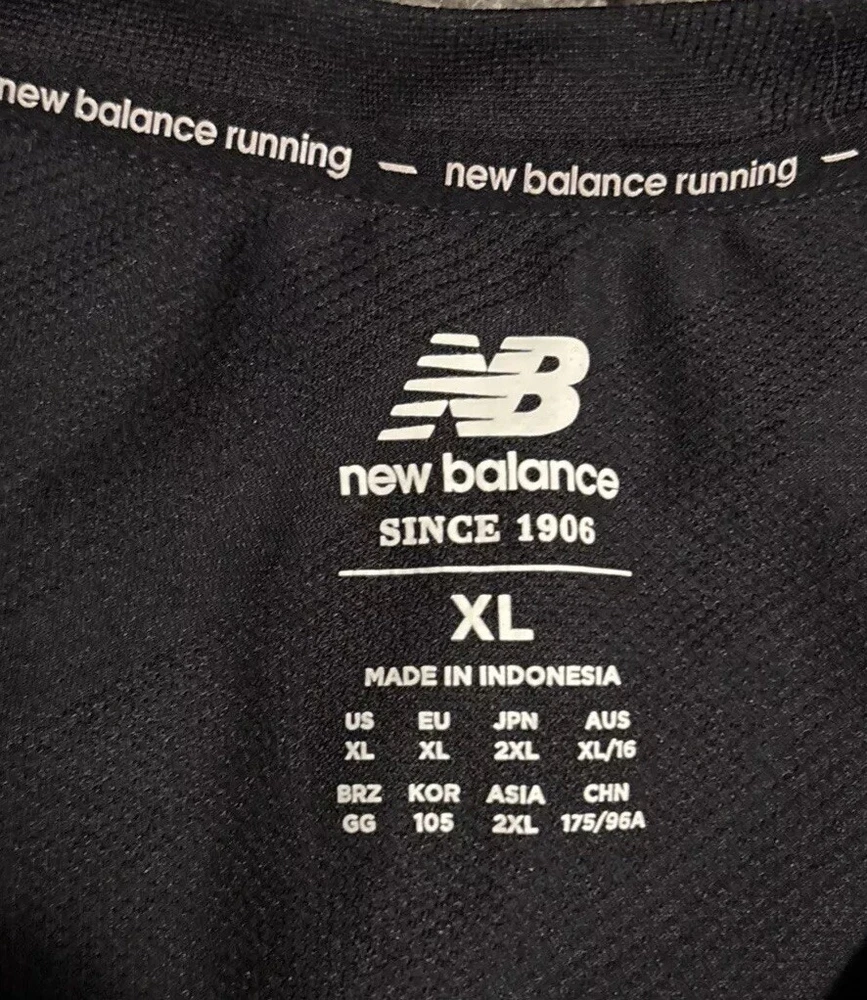 new balance running — new balance running —
NB
new balance
SINCE 1906
XL
MADE IN INDONESIA
US EU JPN AUS
XL XL 2XL XL/16
BRZ KOR ASIA CHN
GG 105 2XL 175/96A